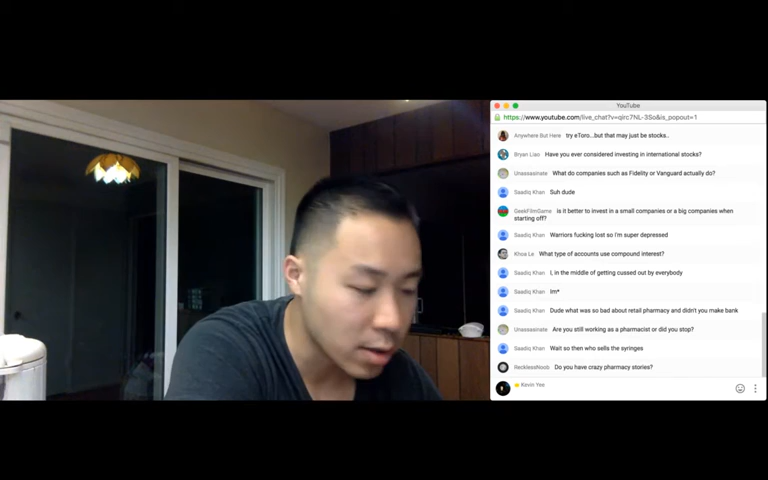 YouTube
https://www.youtube.com/live_chat?v=qirc7NL-3So&is_popout=1
Anywhere But Here try eToro...but that may just be stocks..
Bryan Liao Have you ever considered investing in international stocks?
Unassasinate What do companies such as Fidelity or Vanguard actually do?
Saadiq Khan Suh dude
GeekFilmGame is it better to invest in a small companies or a big companies when
starting off?
Saadiq Khan Warriors fucking lost so i'm super depressed
Khoa Le What type of accounts use compound interest?
Saadiq Khan I, in the middle of getting cussed out by everybody
Saadiq Khan Im*
Saadiq Khan Dude what was so bad about retail pharmacy and didn't you make bank
Unassasinate Are you still working as a pharmacist or did you stop?
Saadiq Khan Wait so then who sells the syringes
RecklessNoob Do you have crazy pharmacy stories?
Kevin Yee